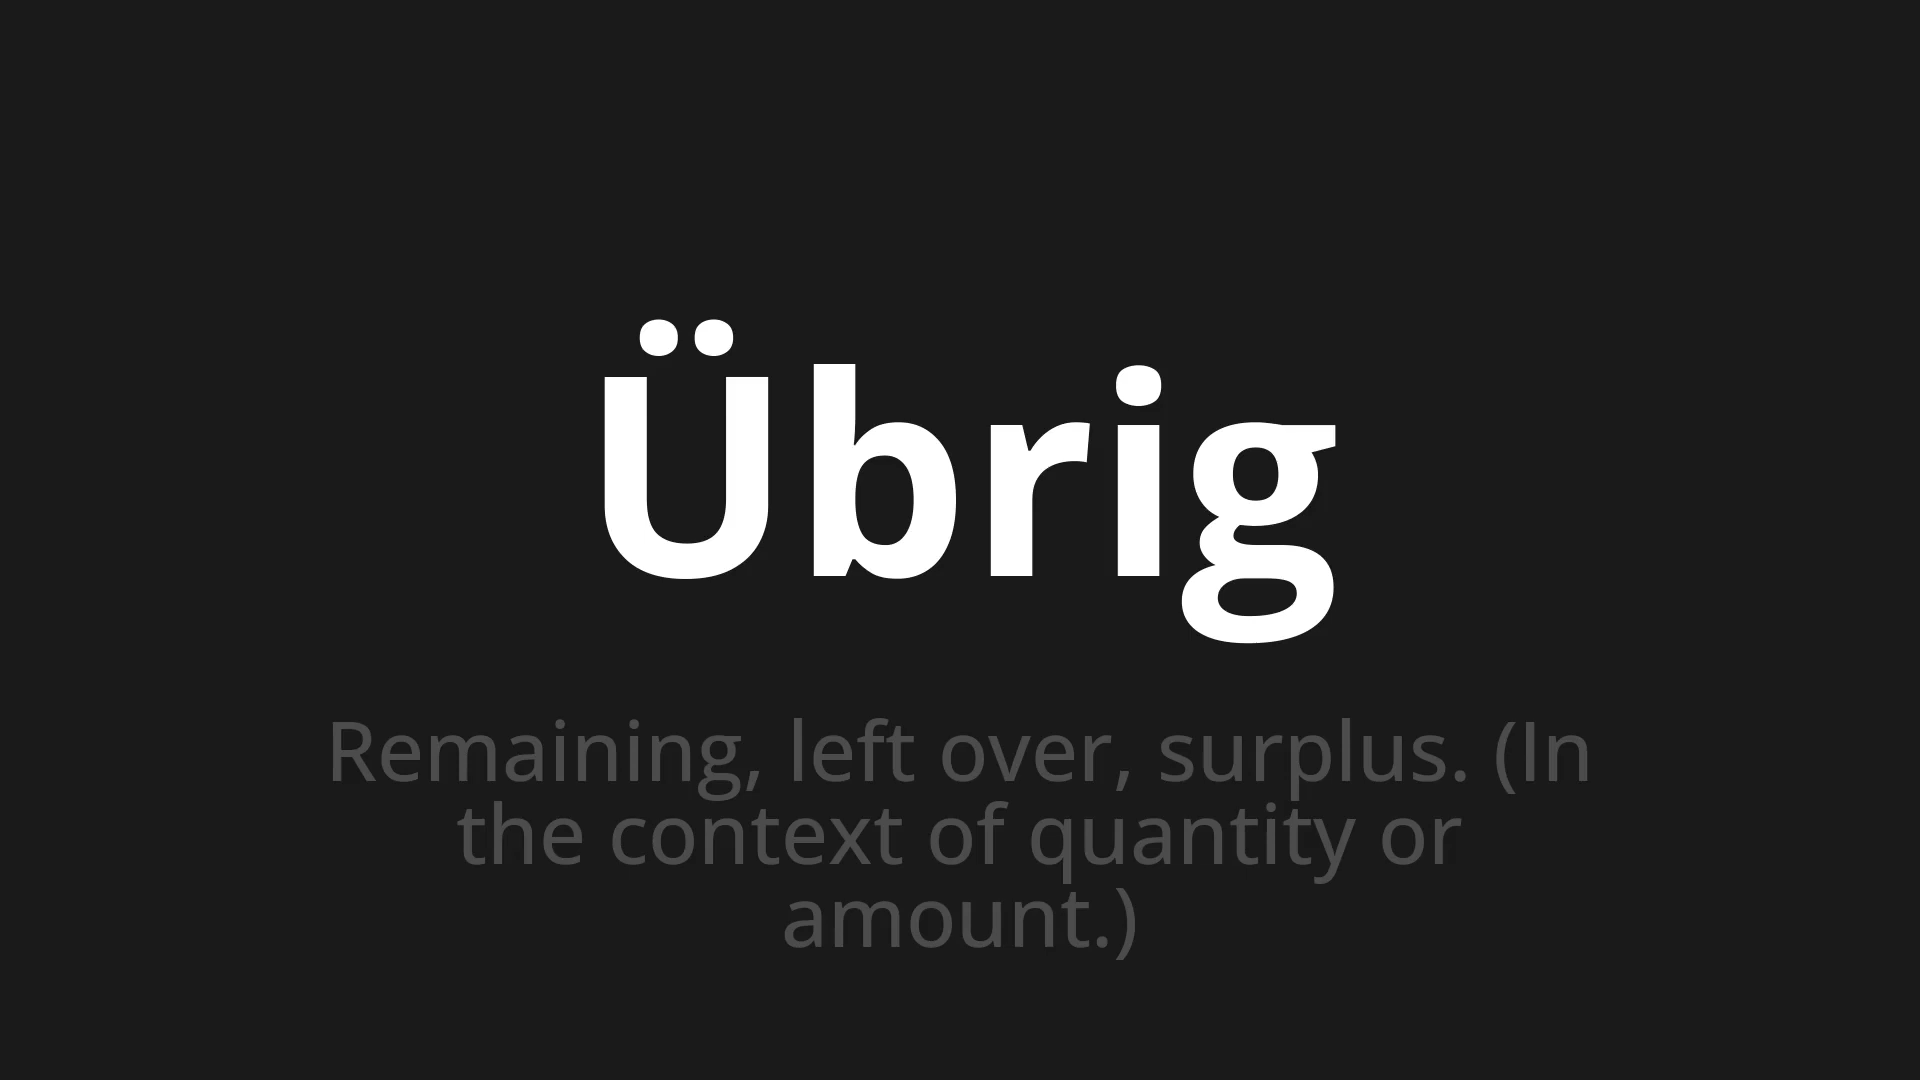 Übrig
Remaining, left over, surplus. (In
the context of quantity or
amount.)